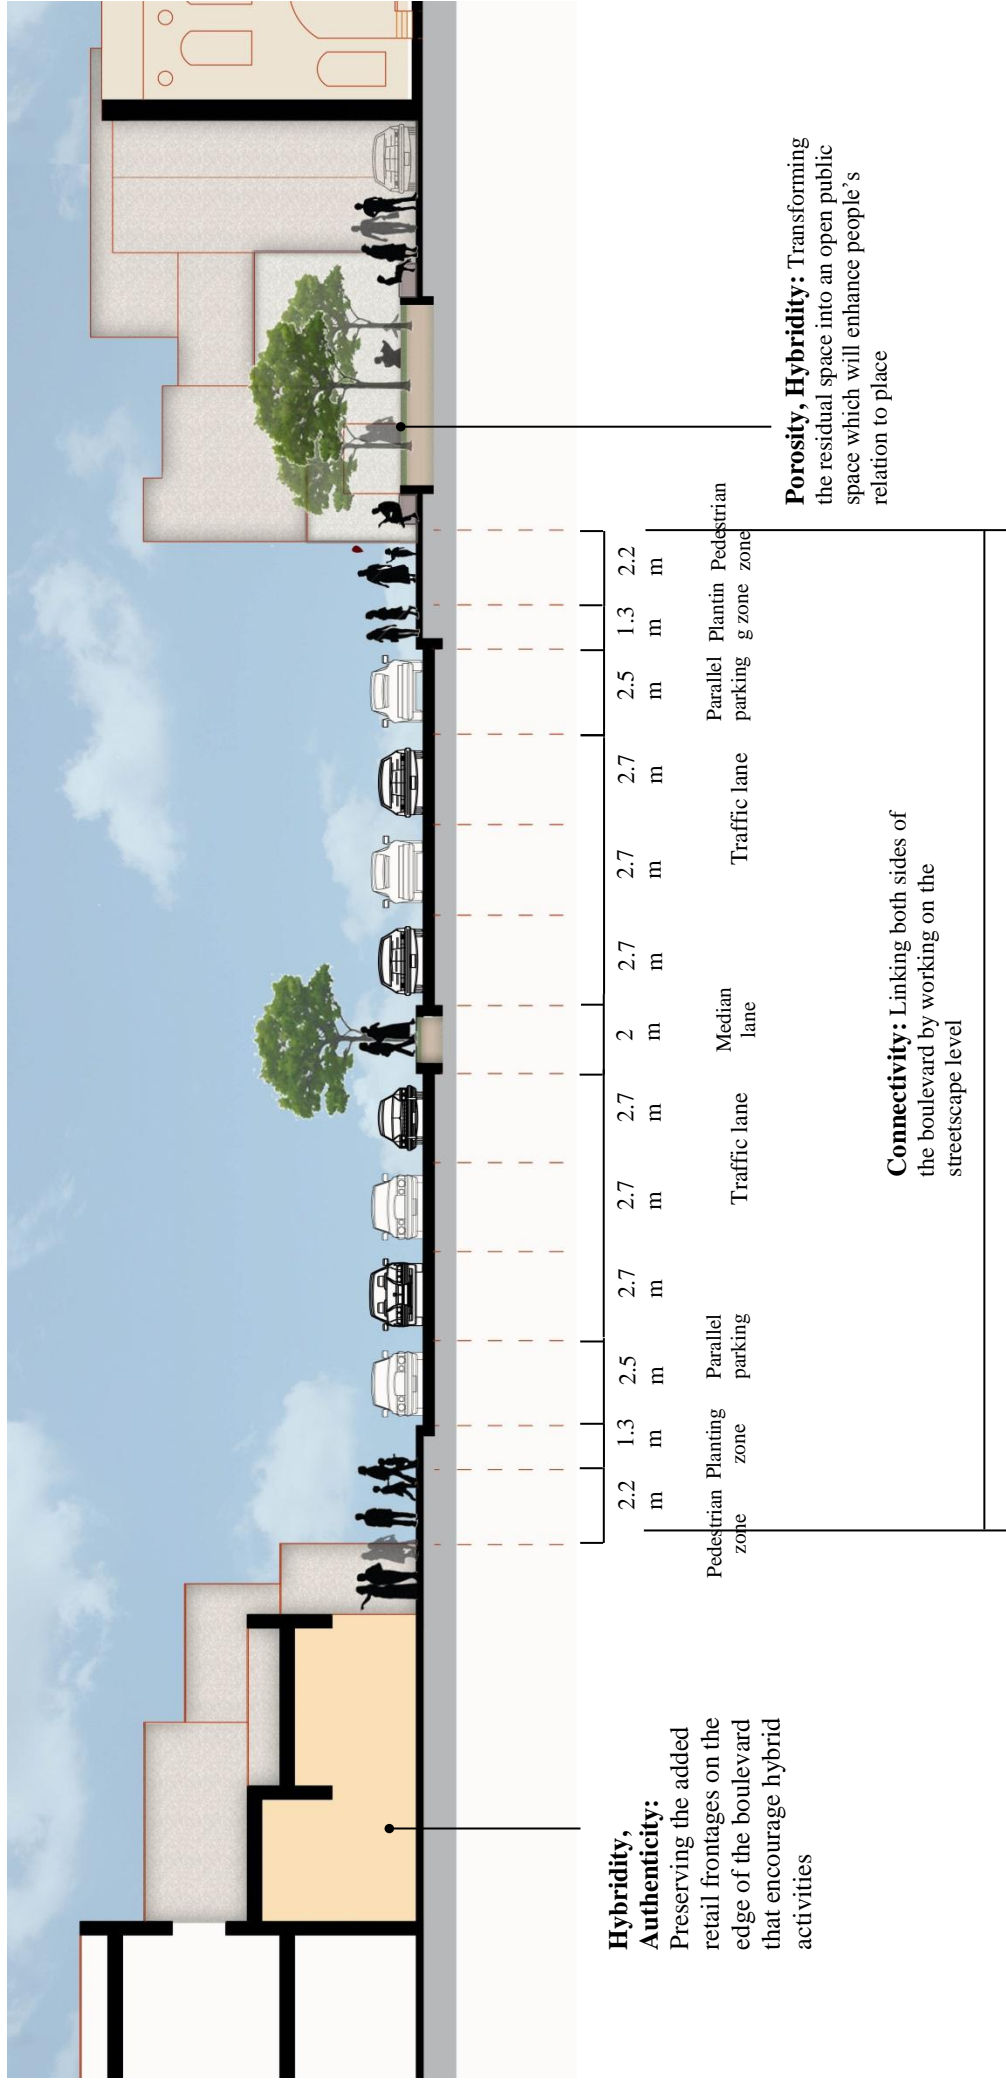 2.2
m
1.3
m
2.5
m
2.7
m
2.7
m
2.7
m
2
m
2.7
m
2.7
m
2.7
m
2.5
m
1.3
m
2.2
m
Pedestrian
zone
Planting
zone
Parallel
parking
Traffic lane
Median
lane
Traffic lane
Parallel
parking
Plantin
g zone
Pedestrian
zone
Hybridity,
Authenticity:
Preserving the added
retail frontages on the
edge of the boulevard
that encourage hybrid
activities
Connectivity: Linking both sides of
the boulevard by working on the
streetscape level
Porosity, Hybridity: Transforming
the residual space into an open public
space which will enhance people's
relation to place